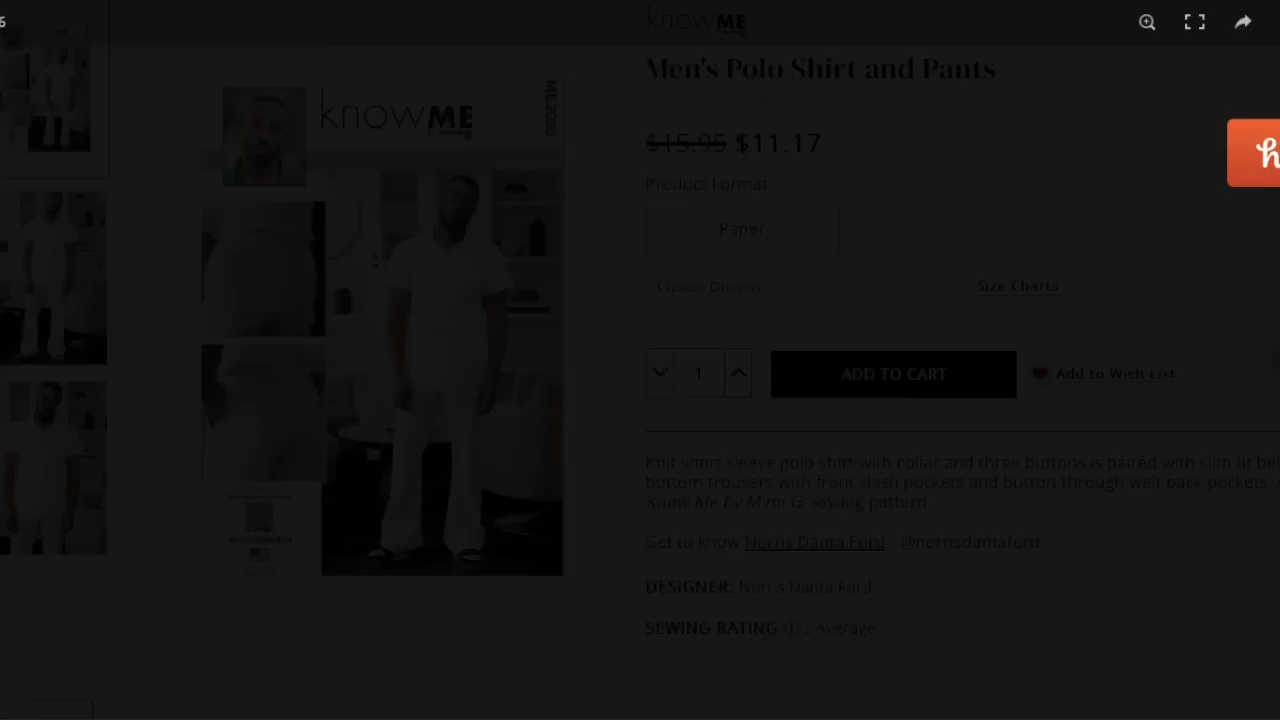 6
knowME
Men's Polo Shirt and Pants
knowME
$15.95 $11.17
Product Format
Paper
Choose Options
Size Charts
1
ADD TO CART
Add to Wish List
Knit short sleeve polo shirt with collar and three buttons is paired with slim fit
bottom trousers with front slash pockets and button-through welt back pockets.
Know Me By Mimi G. sewing pattern.
Get to know Norris Danta Ford @norrisdantaford
DESIGNER: Norris Danta Ford
SEWING RATING : Average